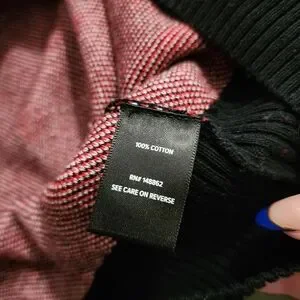 100% COTTON
RN# 148862
SEE CARE ON REVERSE